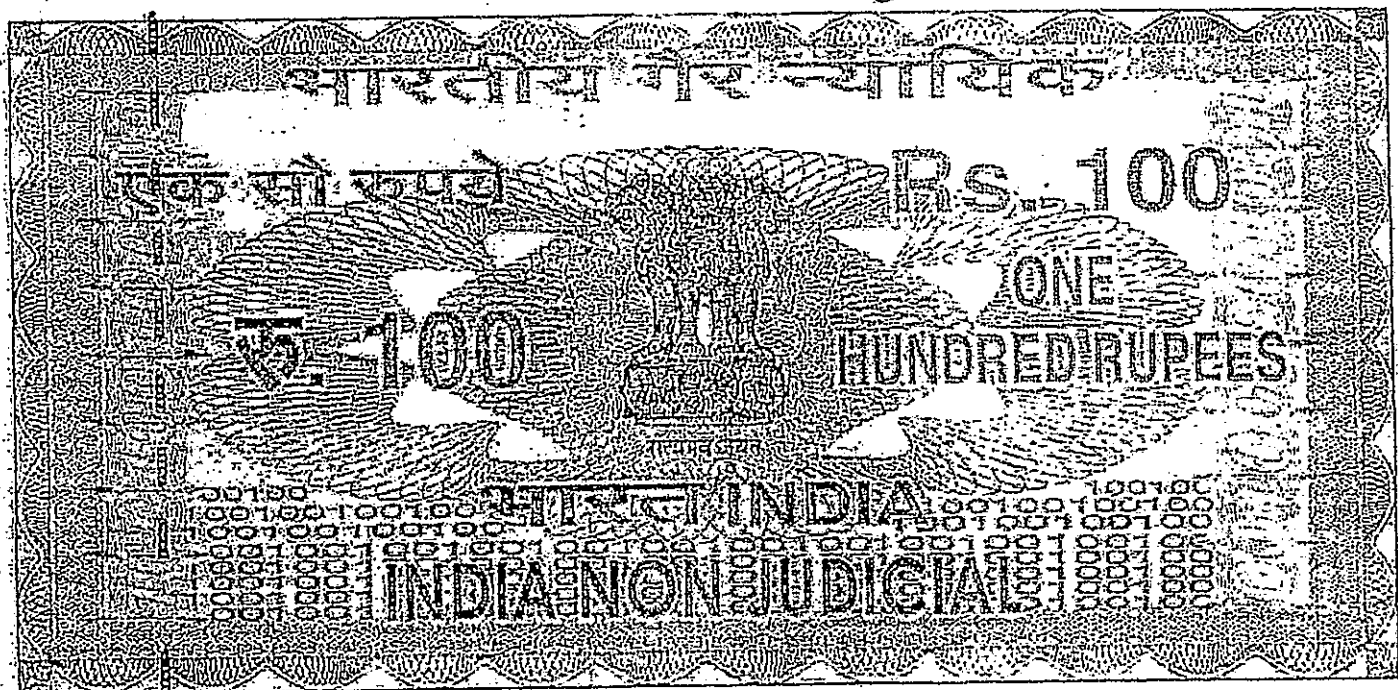 भारतीय गैर न्यायिक
एक सौ रुपये
Rs. 100
रु. 100
ONE
HUNDRED RUPEES
भारत INDIA
INDIA NON JUDICIAL